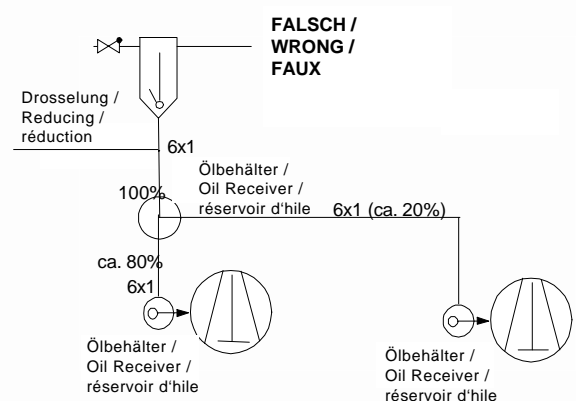 FALSCH /
WRONG /
FAUX
Drosselung /
Reducing /
réduction
6x1
Ölbehälter /
Oil Receiver /
réservoir d'hile
100%
6x1 (ca. 20%)
ca. 80%
6x1
Ölbehälter /
Oil Receiver /
réservoir d'hile
Ölbehälter /
Oil Receiver /
réservoir d'hile